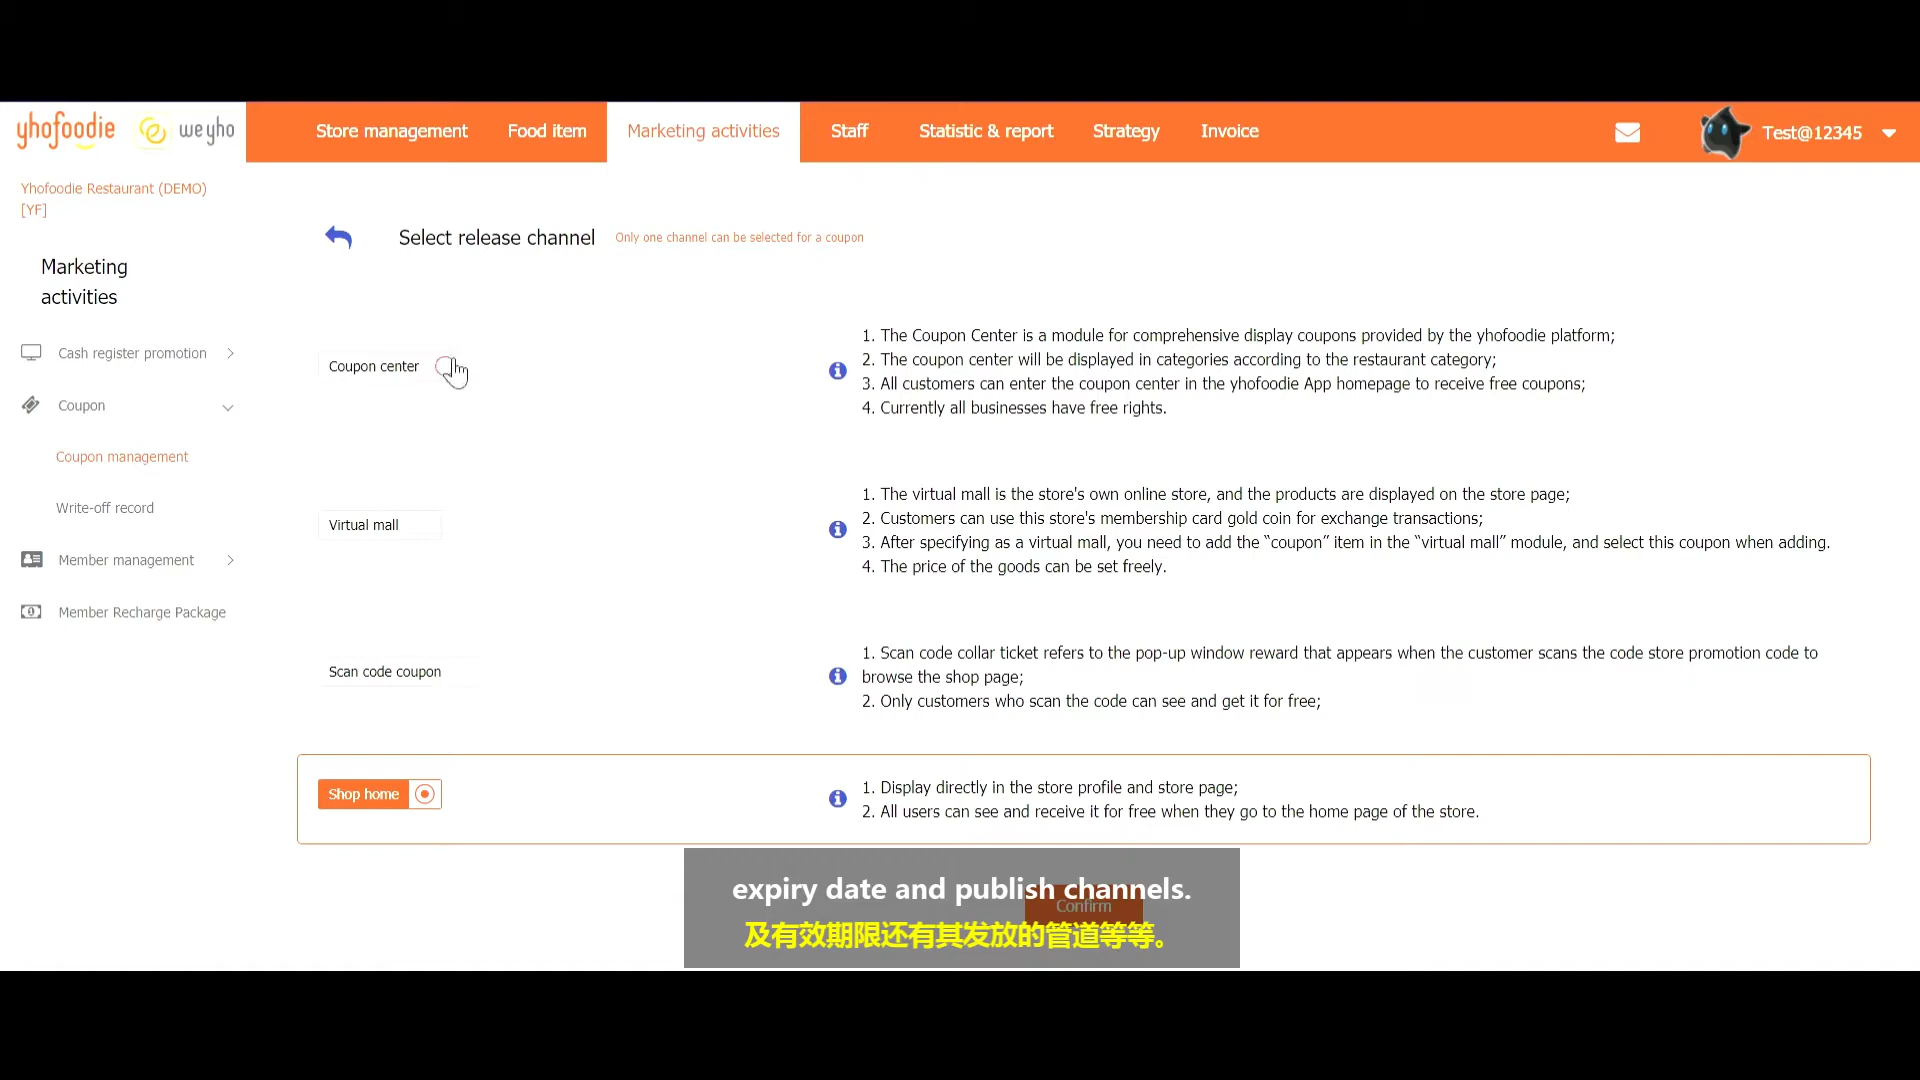 yhofoodie weyho Store management Food item Marketing activities Staff Statistic & report Strategy Invoice Test@12345
Yhofoodie Restaurant (DEMO)
[YF]
Select release channel Only one channel can be selected for a coupon
Marketing
activities
Cash register promotion
Coupon
Coupon management
Write-off record
Member management
Member Recharge Package
Coupon center
1. The Coupon Center is a module for comprehensive display coupons provided by the yhofoodie platform;
2. The coupon center will be displayed in categories according to the restaurant category;
3. All customers can enter the coupon center in the yhofoodie App homepage to receive free coupons;
4. Currently all businesses have free rights.
Virtual mall
1. The virtual mall is the store's own online store, and the products are displayed on the store page;
2. Customers can use this store's membership card gold coin for exchange transactions;
3. After specifying as a virtual mall, you need to add the “coupon” item in the “virtual mall” module, and select this coupon when adding.
4. The price of the goods can be set freely.
Scan code coupon
1. Scan code collar ticket refers to the pop-up window reward that appears when the customer scans the code store promotion code to
browse the shop page;
2. Only customers who scan the code can see and get it for free;
Shop home
1. Display directly in the store profile and store page;
2. All users can see and receive it for free when they go to the home page of the store.
Confirm
expiry date and publish channels.
及有效期限还有其发放的管道等等。